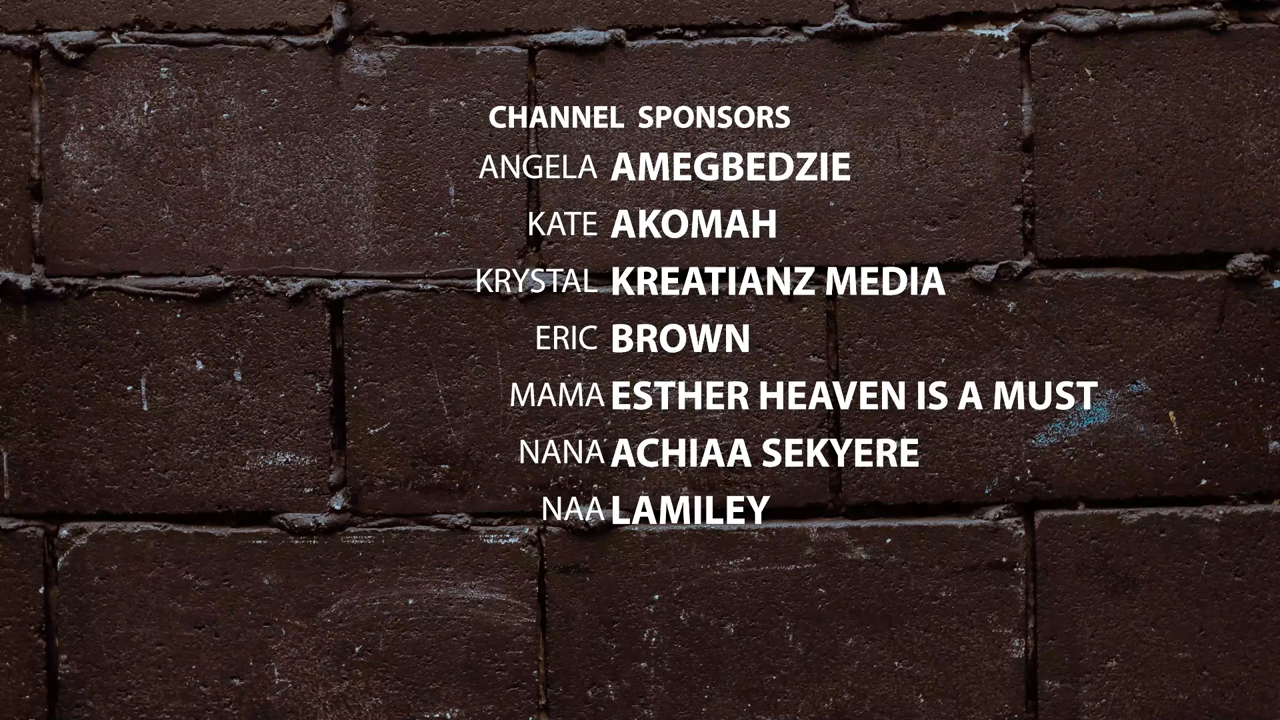 CHANNEL SPONSORS
ANGELA AMEGBEDZIE
KATE AKOMAH
KRYSTAL KREATIANZ MEDIA
ERIC BROWN
MAMA ESTHER HEAVEN IS A MUST
NANA ACHIAA SEKYERE
NAA LAMILEY